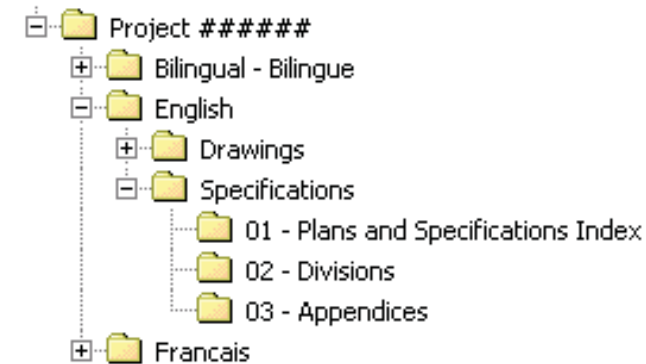 Project ######
Bilingual - Bilingue
English
Drawings
Specifications
01 - Plans and Specifications Index
02 - Divisions
03 - Appendices
Francais